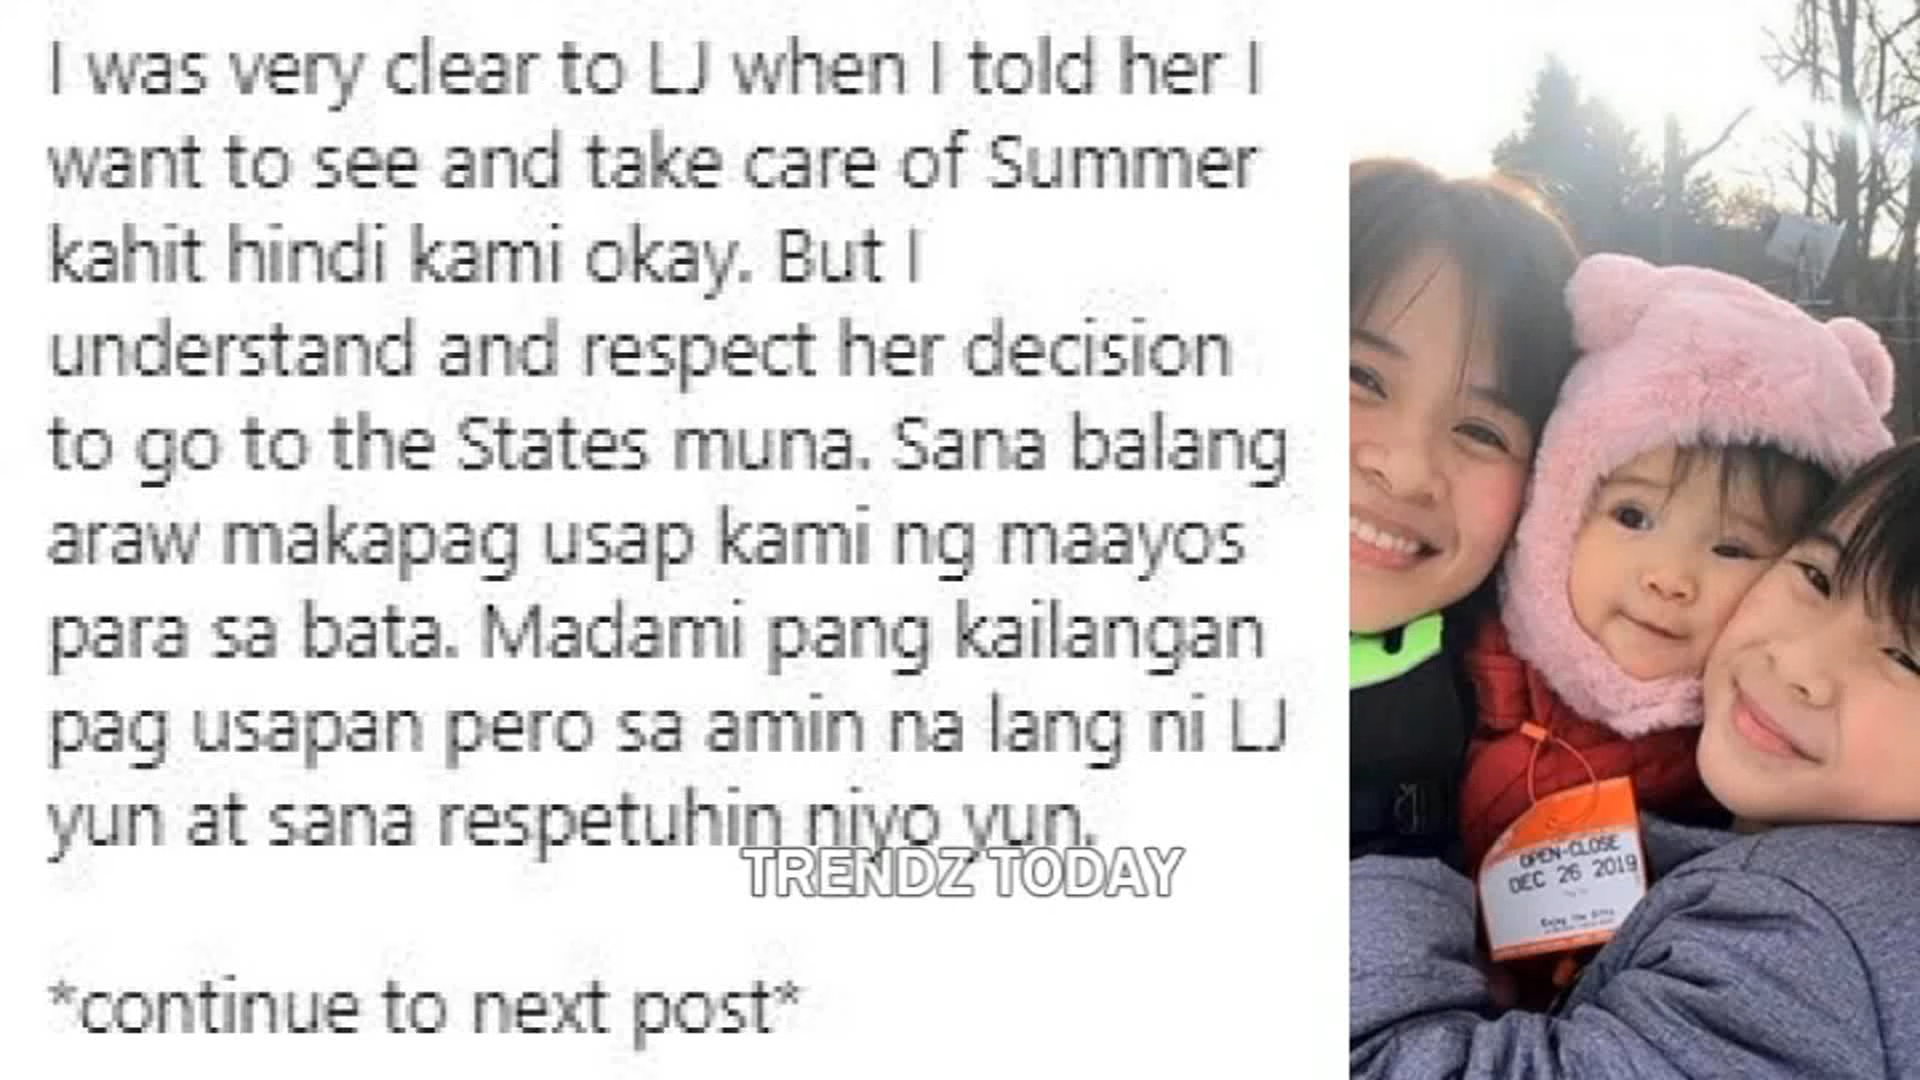 I was very clear to LJ when I told her I
want to see and take care of Summer
kahit hindi kami okay. But I
understand and respect her decision
to go to the States muna. Sana balang
araw makapag usap kami ng maayos
para sa bata. Madami pang kailangan
pag usapan pero sa amin na lang ni LJ
yun at sana respetuhin niyo yun.
TRENDZ TODAY
*continue to next post*
OPEN-CLOSE
DEC 26 2019